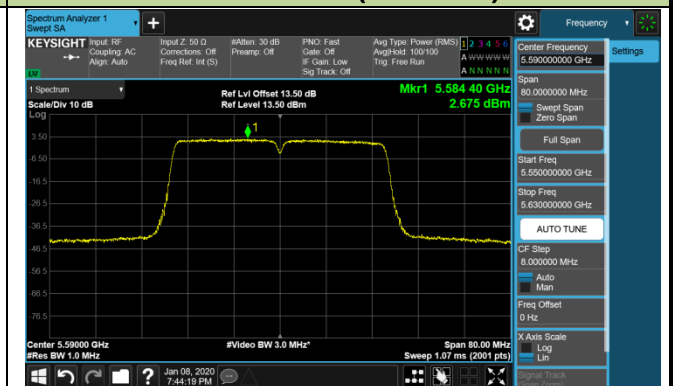 Spectrum Analyzer 1
Swept SA
Frequency
KEYSIGHT
Input: RF
Coupling: AC
Align: Auto
Input Z: 50 Ω
Corrections: Off
Freq Ref: Int (S)
#Atten: 30 dB
Preamp: Off
PNO: Fast
Gate: Off
IF Gain: Low
Sig Track: Off
Avg Type: Power (RMS)
Avg|Hold: 100/100
Trig: Free Run
1 2 3 4 5 6
A W W W W W
A N N N N N
LXI
1 Spectrum
Scale/Div 10 dB
Log
Ref Lvl Offset 13.50 dB
Ref Level 13.50 dBm
Mkr1 5.584 40 GHz
2.675 dBm
1
3.50
-6.50
-16.5
-26.5
-36.5
-46.5
-56.5
-66.5
-76.5
Center 5.59000 GHz
#Res BW 1.0 MHz
#Video BW 3.0 MHz*
Span 80.00 MHz
Sweep 1.07 ms (2001 pts)
Jan 08, 2020
7:44:19 PM
Settings
Center Frequency
5.590000000 GHz
Span
80.0000000 MHz
Swept Span
Zero Span
Full Span
Start Freq
5.550000000 GHz
Stop Freq
5.630000000 GHz
AUTO TUNE
CF Step
8.000000 MHz
Auto
Man
Freq Offset
0 Hz
X Axis Scale
Log
Lin
Signal Track